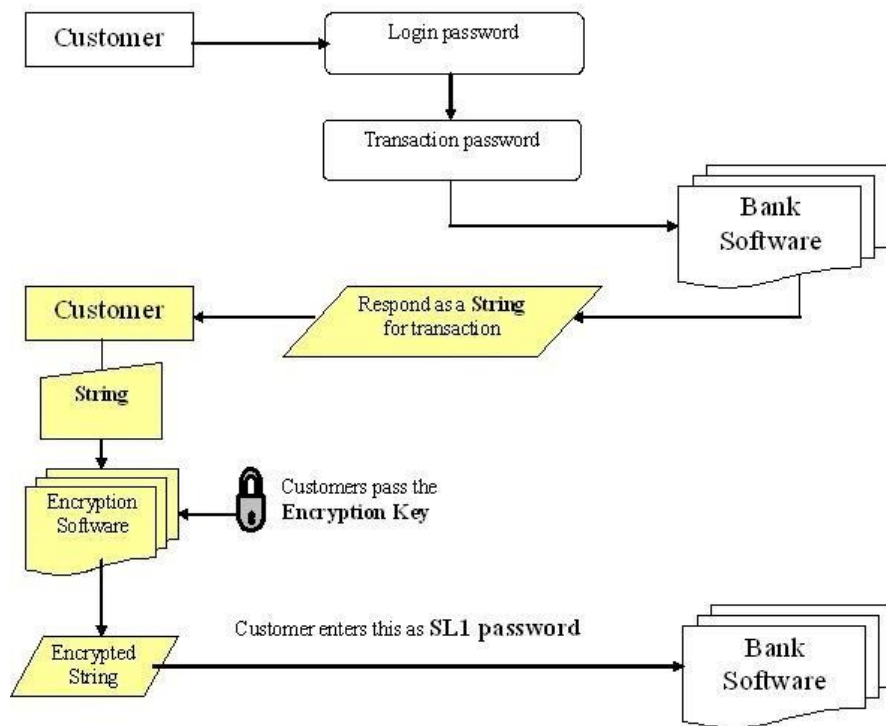 Customer
Login password
Transaction password
Bank
Software
Customer
Respond as a String
for transaction
String
Encryption
Software
Customers pass the
Encryption Key
Encrypted
String
Customer enters this as SL1 password
Bank
Software